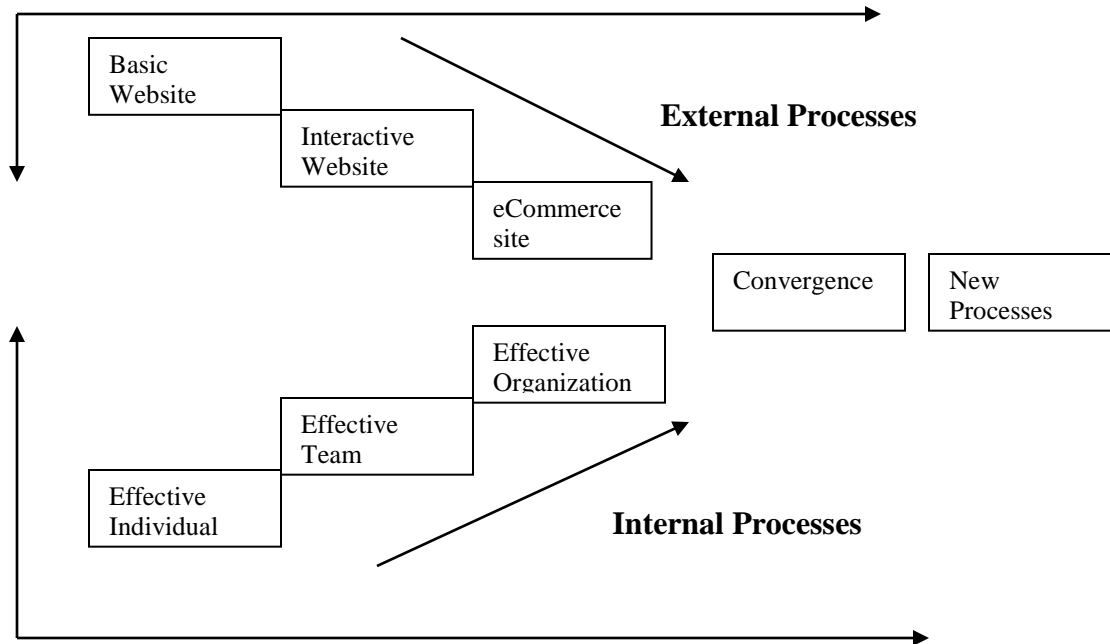 Basic
Website
Interactive
Website
eCommerce
site
External Processes
Convergence
New
Processes
Effective
Organization
Effective
Team
Effective
Individual
Internal Processes